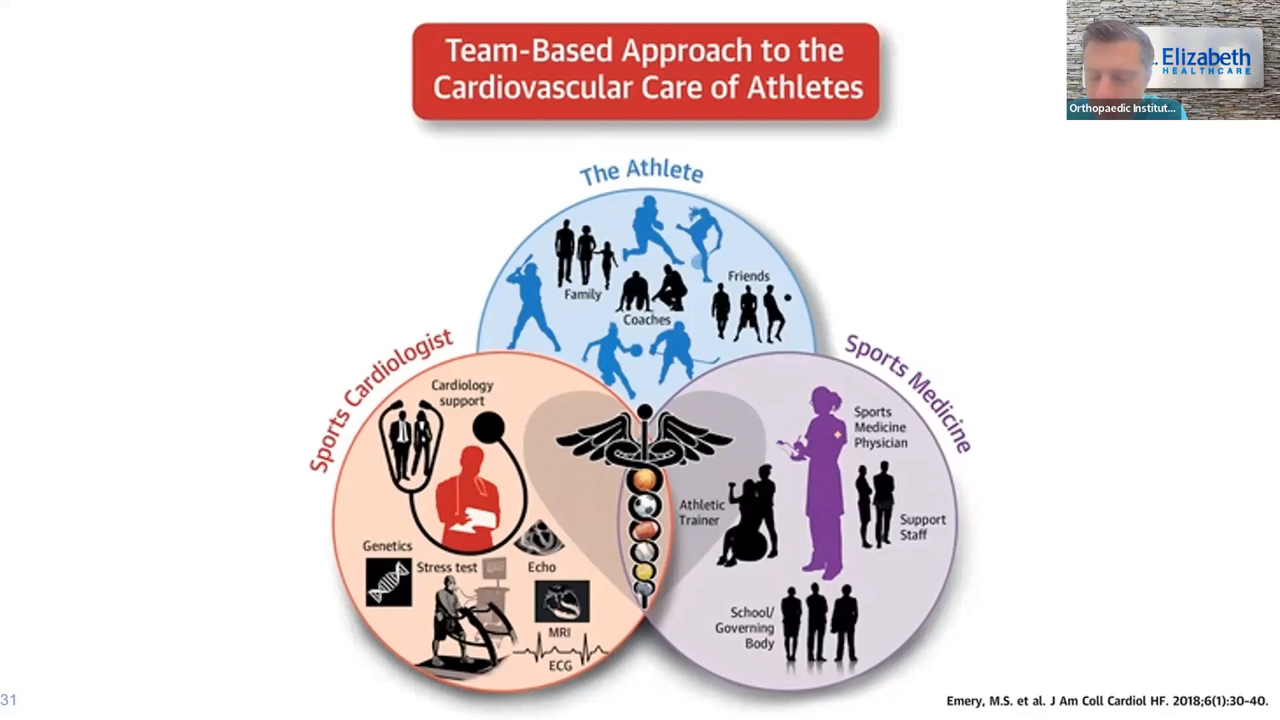 Team-Based Approach to the
Cardiovascular Care of Athletes
Elizabeth
HEALTHCARE
Orthopaedic Institut...
The Athlete
Family
Coaches
Friends
Sports Cardiologist
Cardiology
support
Genetics
Stress test
Echo
MRI
ECG
Sports Medicine
Sports
Medicine
Physician
Athletic
Trainer
Support
Staff
School/
Governing
Body
31
Emery, M.S. et al. J Am Coll Cardiol HF. 2018;6(1):30-40.